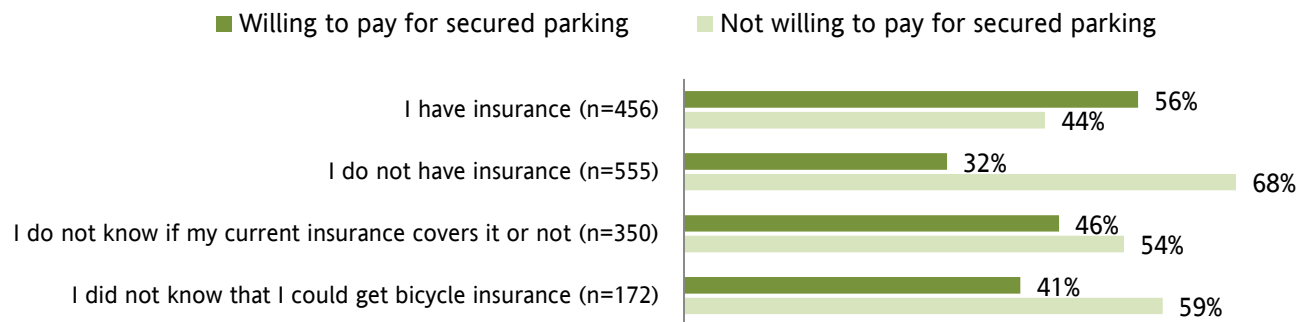 Willing to pay for secured parking Not willing to pay for secured parking
I have insurance (n=456) 56%
44%
I do not have insurance (n=555) 32%
68%
I do not know if my current insurance covers it or not (n=350) 46%
54%
I did not know that I could get bicycle insurance (n=172) 41%
59%